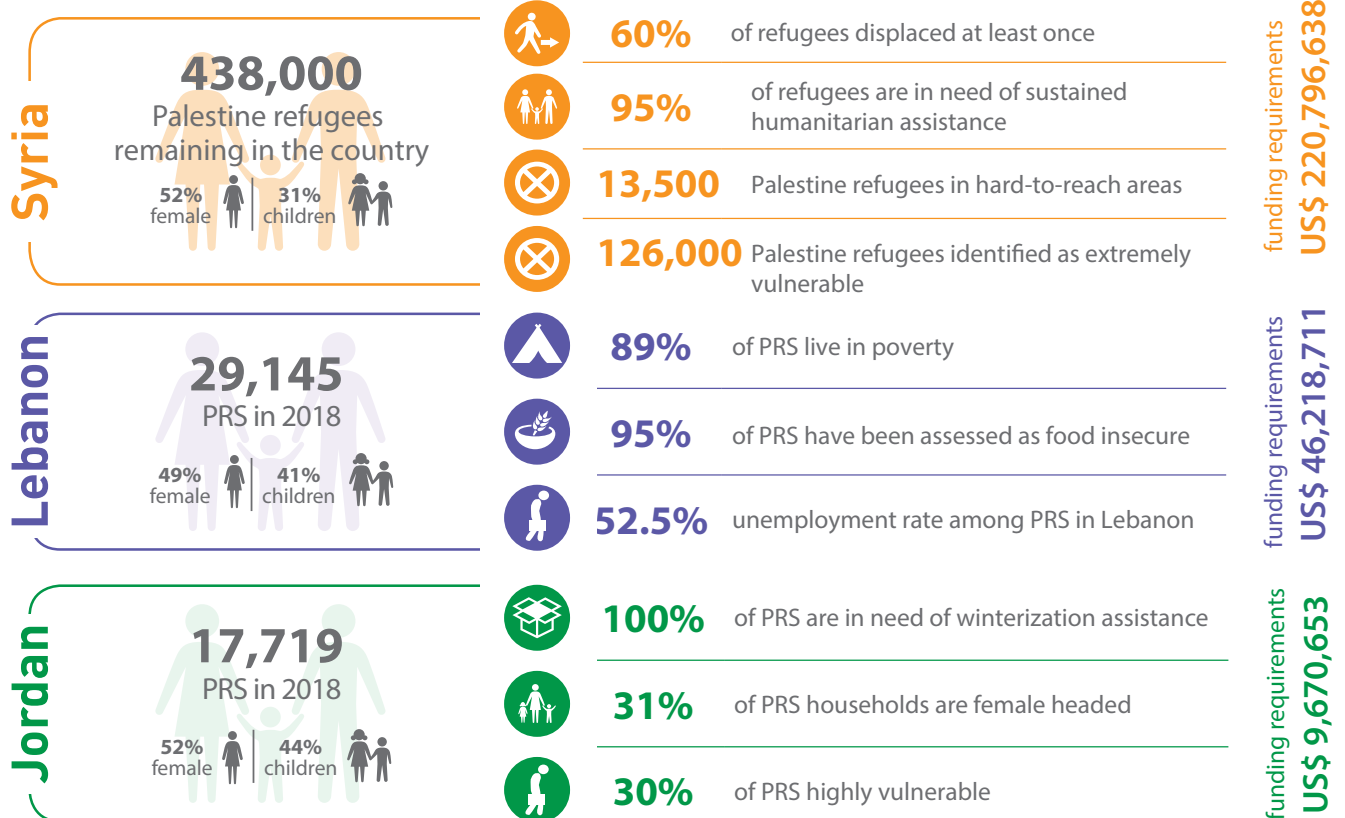 Syria
438,000
Palestine refugees
remaining in the country
52%
female
31%
children
60% of refugees displaced at least once
95% of refugees are in need of sustained
humanitarian assistance
13,500 Palestine refugees in hard-to-reach areas
126,000 Palestine refugees identified as extremely
vulnerable
funding requirements
US$ 220,796,638
Lebanon
29,145
PRS in 2018
49%
female
41%
children
89% of PRS live in poverty
95% of PRS have been assessed as food insecure
52.5% unemployment rate among PRS in Lebanon
funding requirements
US$ 46,218,711
Jordan
17,719
PRS in 2018
52%
female
44%
children
100% of PRS are in need of winterization assistance
31% of PRS households are female headed
30% of PRS highly vulnerable
funding requirements
US$ 9,670,653